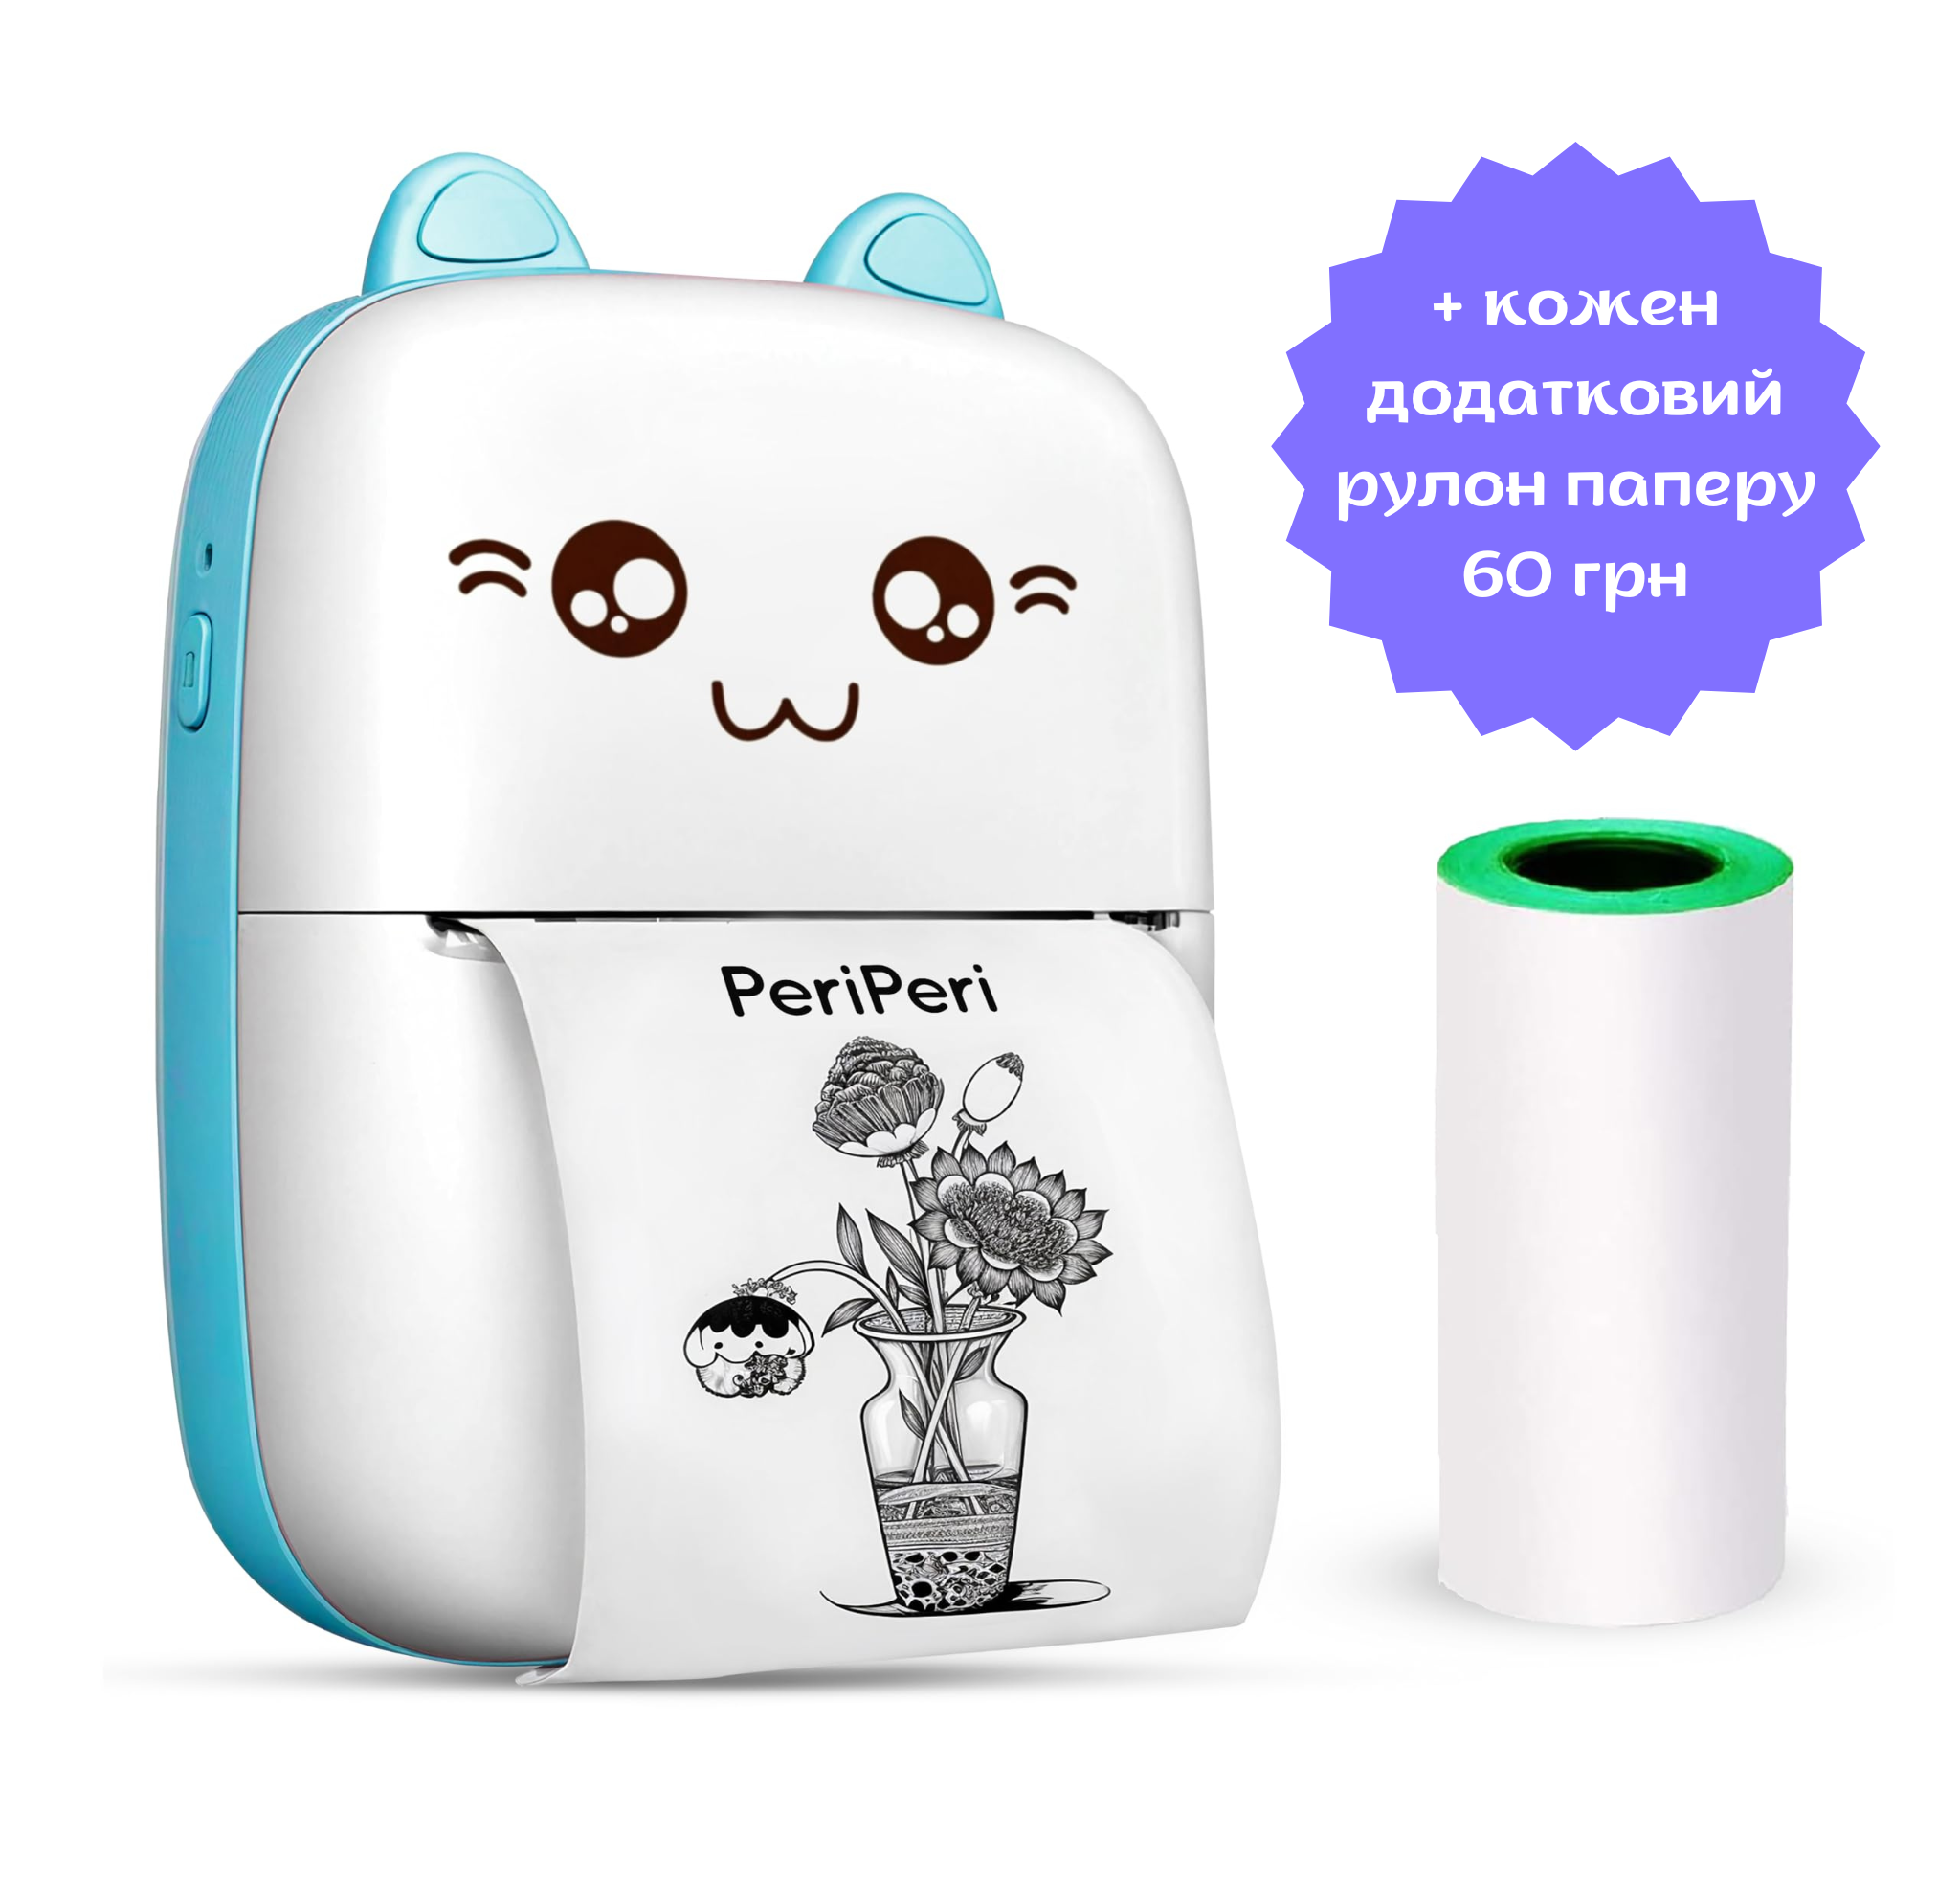 + кожен
додатковий
рулон паперу
60 грн
PeriPeri